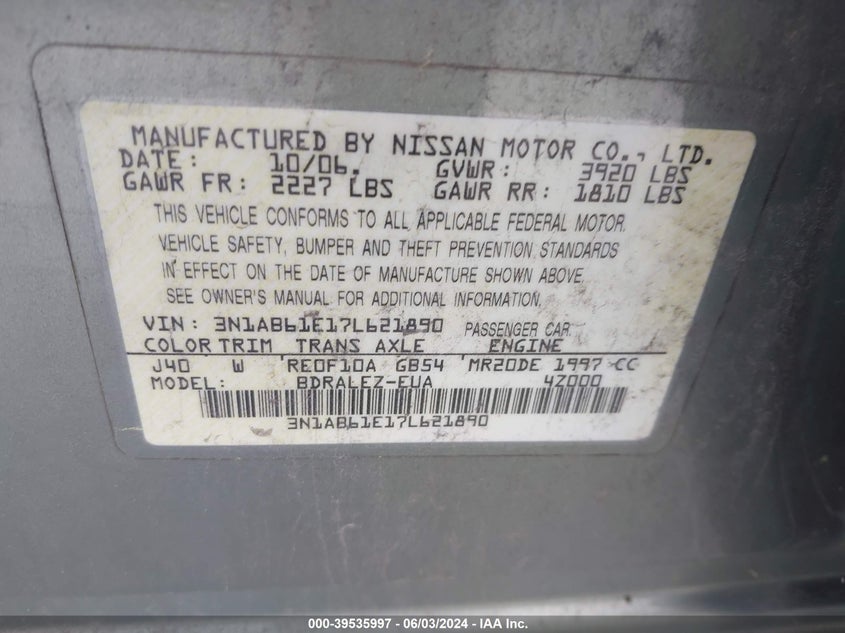 MANUFACTURED BY NISSAN MOTOR CO., LTD.
DATE: 10/06. GVWR: 3920 LBS
GAWR FR: 2227 LBS GAWR RR: 1810 LBS
THIS VEHICLE CONFORMS TO ALL APPLICABLE FEDERAL MOTOR
VEHICLE SAFETY, BUMPER AND THEFT PREVENTION STANDARDS
IN EFFECT ON THE DATE OF MANUFACTURE SHOWN ABOVE.
SEE OWNER'S MANUAL FOR ADDITIONAL INFORMATION.
VIN: 3N1AB61E17L621890 PASSENGER CAR
COLOR TRIM TRANS AXLE ENGINE
J40 W RE0F10A GB54 MR20DE 1997 CC
MODEL: BDRALEZ-EUA 4Z000
3N1AB61E17L621890
000-39535997 - 06/03/2024 - IAA Inc.